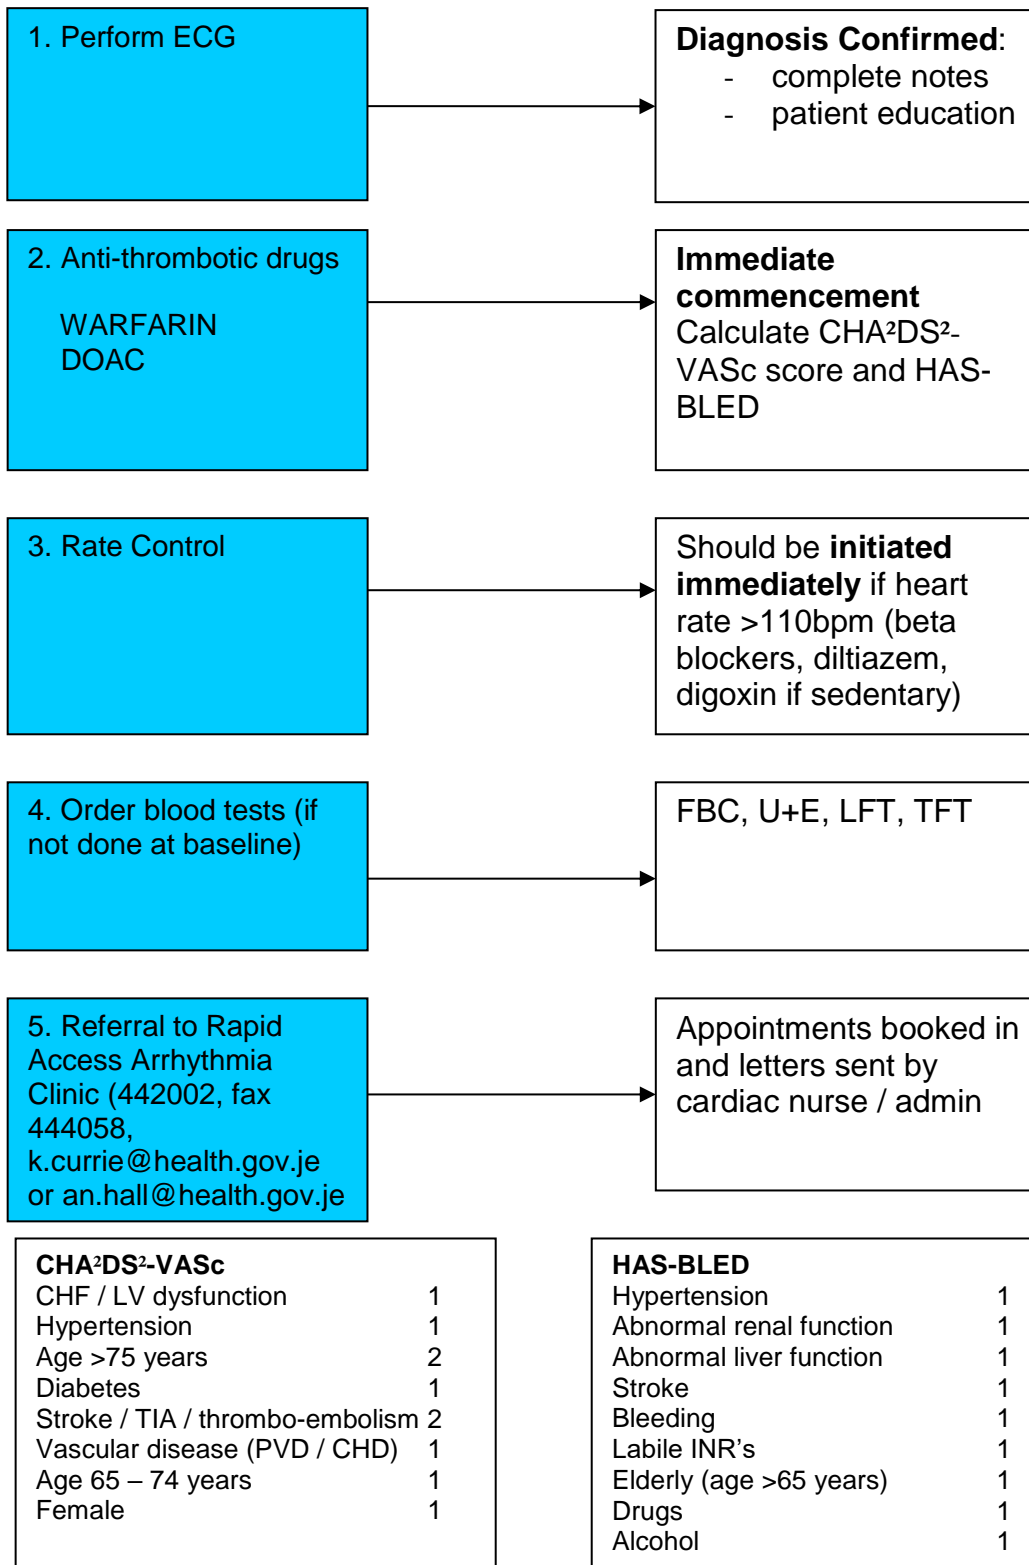 1. Perform ECG
Diagnosis Confirmed:
- complete notes
- patient education
2. Anti-thrombotic drugs
WARFARIN
DOAC
Immediate
commencement
Calculate CHA²DS²-
VASc score and HAS-
BLED
3. Rate Control
Should be initiated
immediately if heart
rate >110bpm (beta
blockers, diltiazem,
digoxin if sedentary)
4. Order blood tests (if
not done at baseline)
FBC, U+E, LFT, TFT
5. Referral to Rapid
Access Arrhythmia
Clinic (442002, fax
444058,
k.currie@health.gov.je
or an.hall@health.gov.je
Appointments booked in
and letters sent by
cardiac nurse / admin
CHA²DS²-VASc
CHF / LV dysfunction 1
Hypertension 1
Age >75 years 2
Diabetes 1
Stroke / TIA / thrombo-embolism 2
Vascular disease (PVD / CHD) 1
Age 65 – 74 years 1
Female 1
HAS-BLED
Hypertension 1
Abnormal renal function 1
Abnormal liver function 1
Stroke 1
Bleeding 1
Labile INR's 1
Elderly (age >65 years) 1
Drugs 1
Alcohol 1